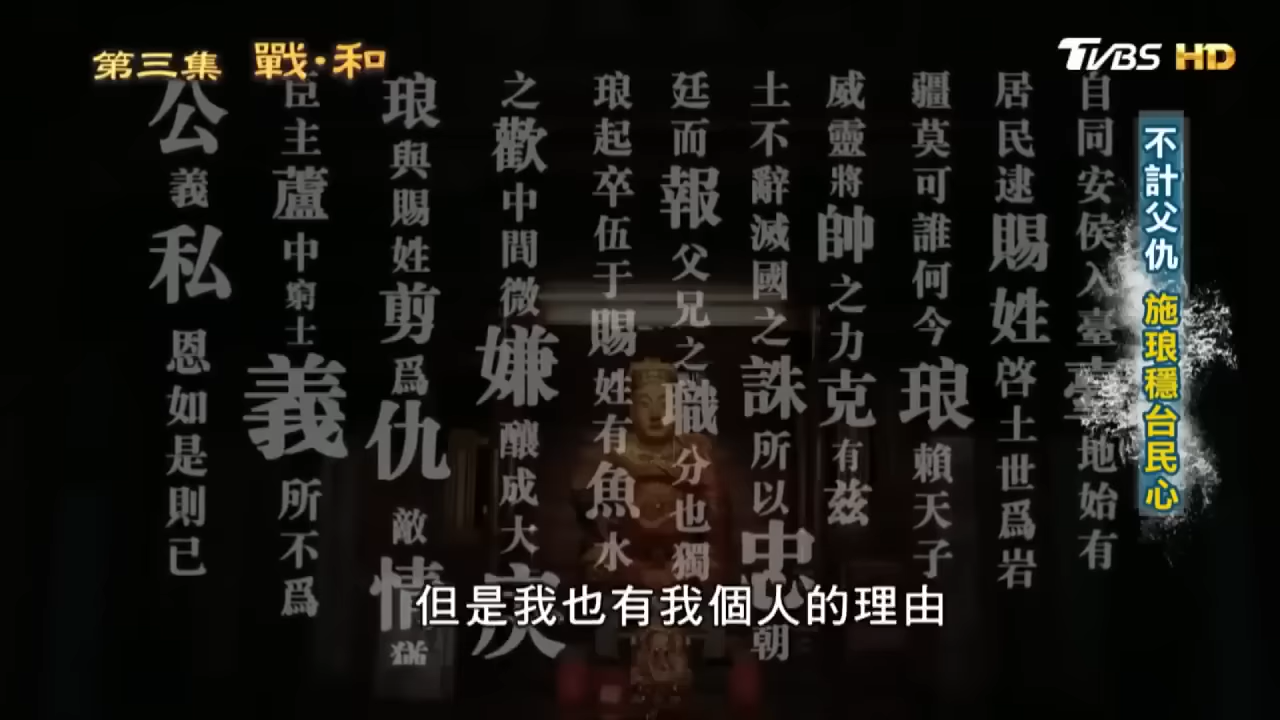 第三集 戰·和
TVBS HD
不計父仇 施琅穩台民心
自同安侯入臺臺地始有
居民逮賜姓啓土世爲岩
疆莫可誰何今琅賴天子
威靈將帥之力克有茲
土不辭滅國之誅所以忠朝
廷而報父兄之職分也獨
琅起卒伍于賜姓有魚水
之歡中間微嫌釀成大戾
琅與賜姓剪爲仇敵情猶
臣主蘆中窮士義所不爲
公義私恩如是則已
但是我也有我個人的理由